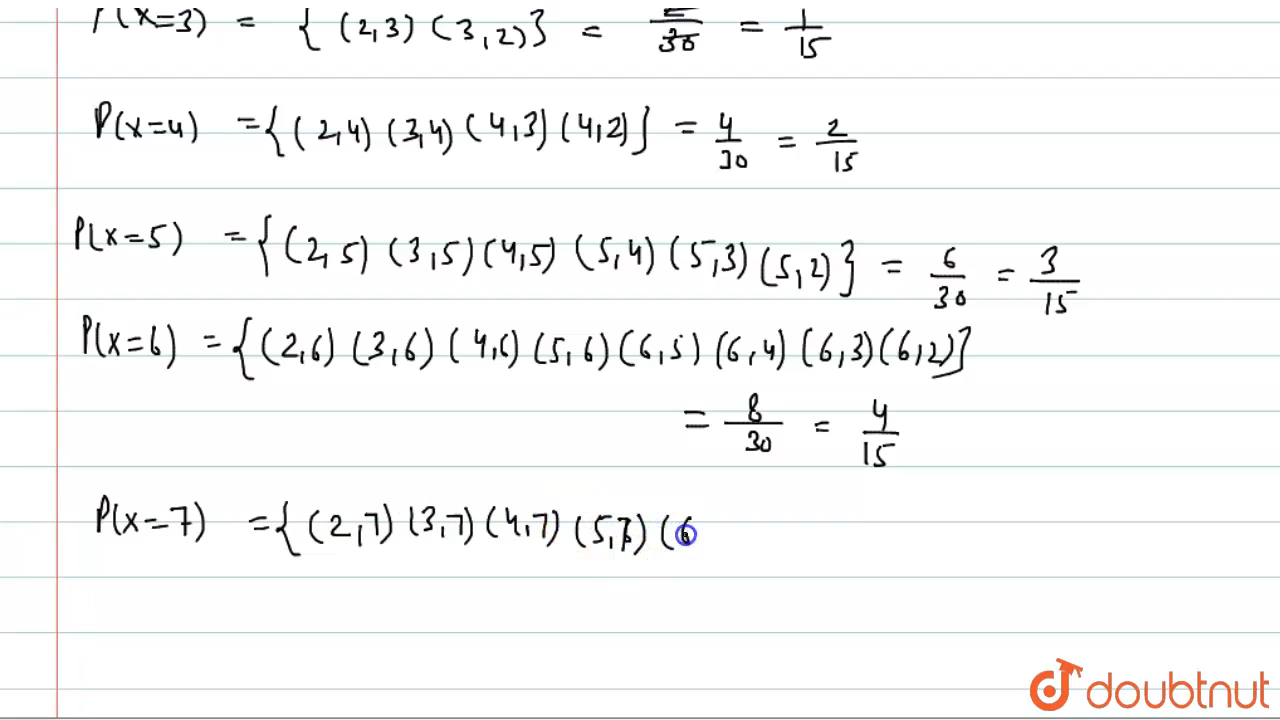 P(X=3) = { (2,3) (3,2)} = 2/30 = 1/15
P(X=4) = { (2,4) (3,4) (4,3) (4,2)} = 4/30 = 2/15
P(X=5) = { (2,5) (3,5) (4,5) (5,4) (5,3) (5,2)} = 6/30 = 3/15
P(X=6) = { (2,6) (3,6) (4,6) (5,6) (6,5) (6,4) (6,3) (6,2)}
= 8/30 = 4/15
P(X=7) = { (2,7) (3,7) (4,7) (5,7) (6
doubtnut